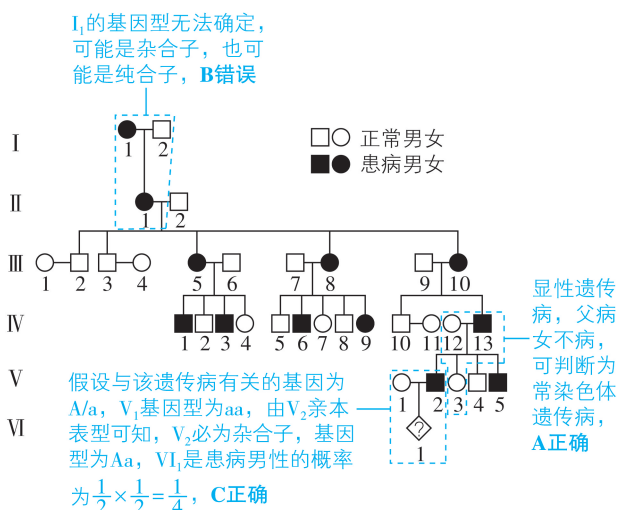 I₁的基因型无法确定,
可能是杂合子，也可
能是纯合子，B错误
I
1 2
正常男女
患病男女
II
1 2
III
1 2 3 4 5 6 7 8 9 10
显性遗传
病，父病
女不病，
可判断为
常染色体
遗传病，
A正确
IV
1 2 3 4 5 6 7 8 9 10 11 12 13
V
1 2 3 4 5
假设与该遗传病有关的基因为
A/a，V₁基因型为aa，由V₂亲本
表型可知，V₂必为杂合子，基因
型为Aa，VI₁是患病男性的概率
为1/2×1/2=1/4，C正确
VI
?
1